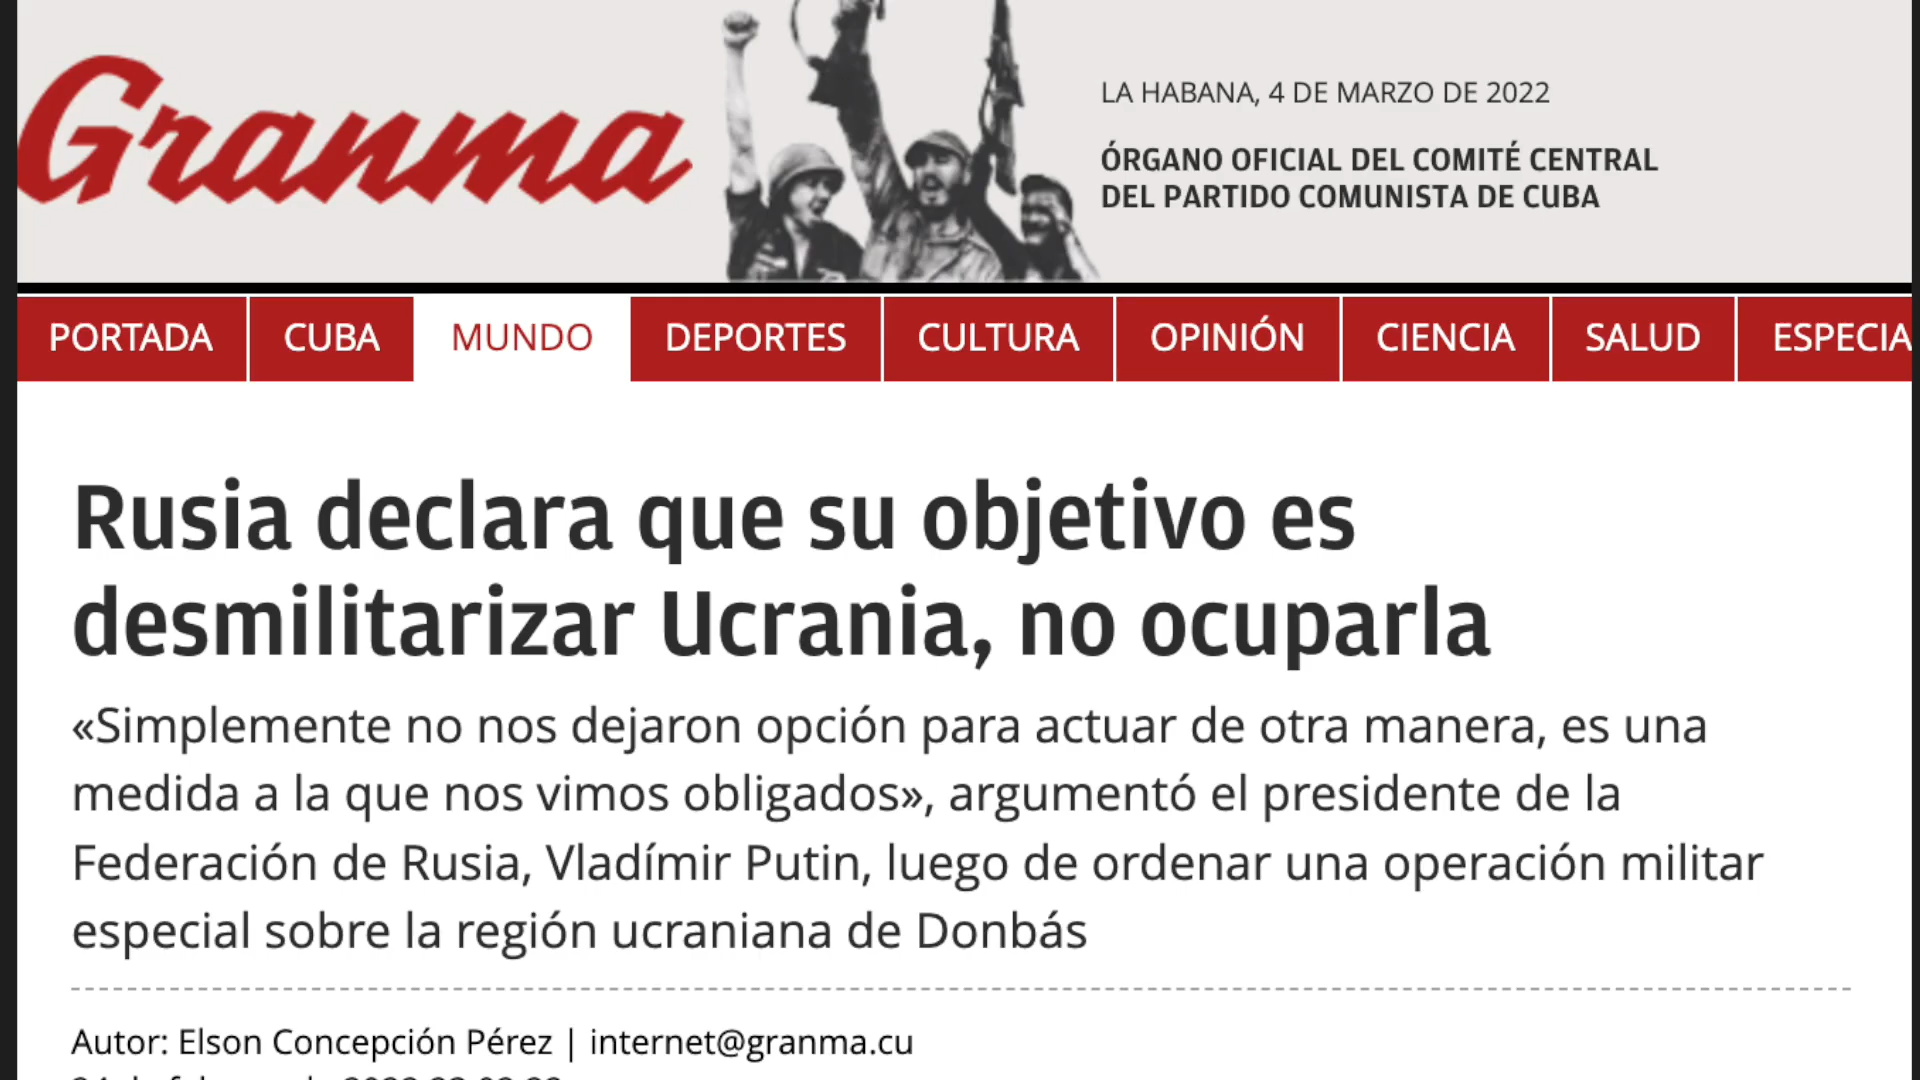 Granma
LA HABANA, 4 DE MARZO DE 2022
ÓRGANO OFICIAL DEL COMITÉ CENTRAL
DEL PARTIDO COMUNISTA DE CUBA
PORTADA CUBA MUNDO DEPORTES CULTURA OPINIÓN CIENCIA SALUD ESPECIA
Rusia declara que su objetivo es
desmilitarizar Ucrania, no ocuparla
«Simplemente no nos dejaron opción para actuar de otra manera, es una
medida a la que nos vimos obligados», argumentó el presidente de la
Federación de Rusia, Vladímir Putin, luego de ordenar una operación militar
especial sobre la región ucraniana de Donbás
Autor: Elson Concepción Pérez | internet@granma.cu